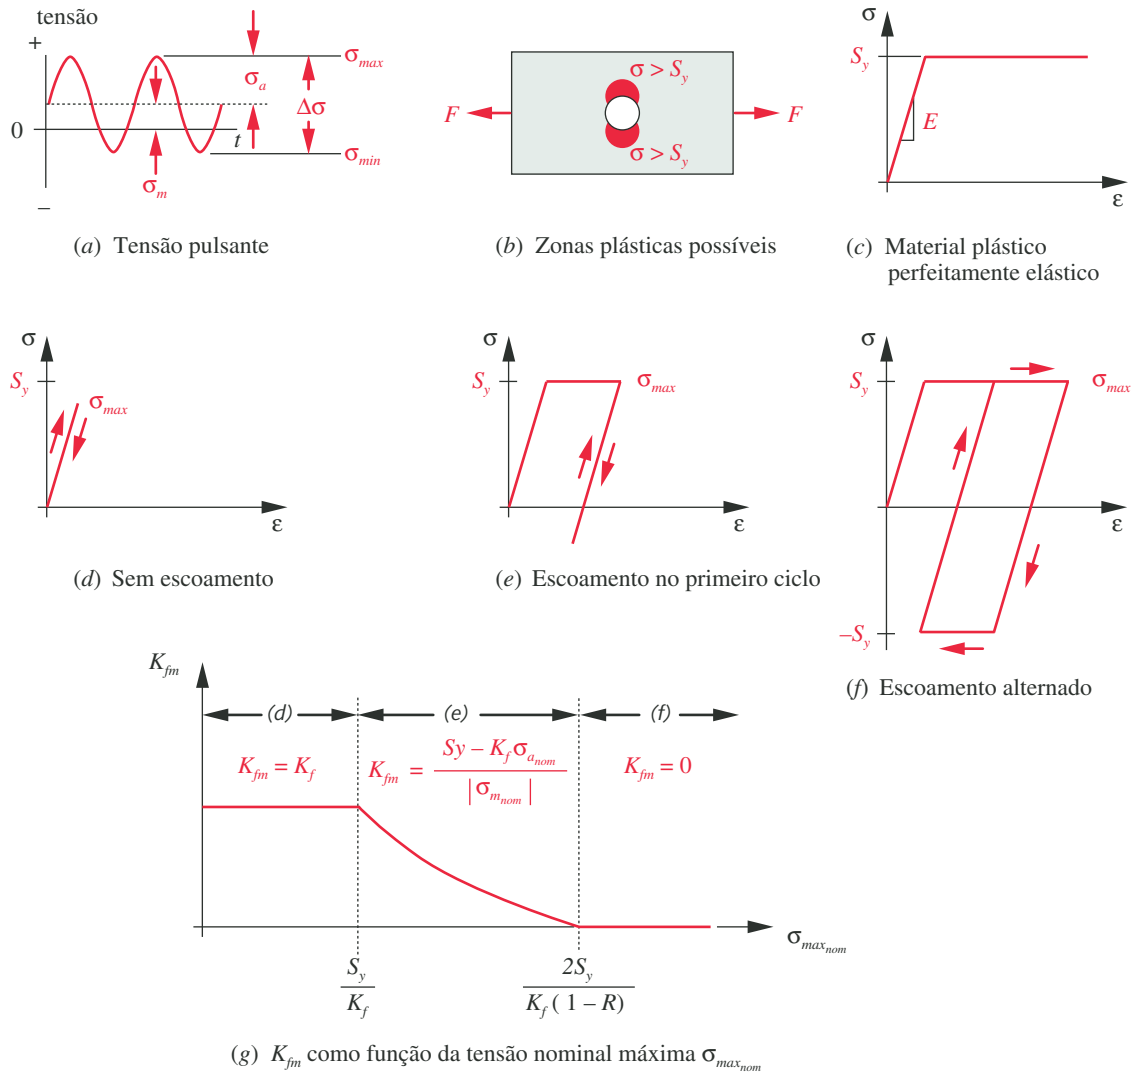 tensão
+
0
–
t
σa
σm
Δσ
σmax
σmin
(a) Tensão pulsante
F
σ > Sy
σ > Sy
F
(b) Zonas plásticas possíveis
σ
Sy
E
ε
(c) Material plástico
perfeitamente elástico
σ
Sy
σmax
ε
(d) Sem escoamento
σ
Sy
σmax
ε
(e) Escoamento no primeiro ciclo
σ
Sy
σmax
ε
–Sy
(f) Escoamento alternado
Kfm
(d) (e) (f)
Kfm = Kf
Kfm = Sy – Kf σanom / | σmnom |
Kfm = 0
Sy / Kf
2Sy / Kf ( 1 – R)
σmaxnom
(g) Kfm como função da tensão nominal máxima σmaxnom